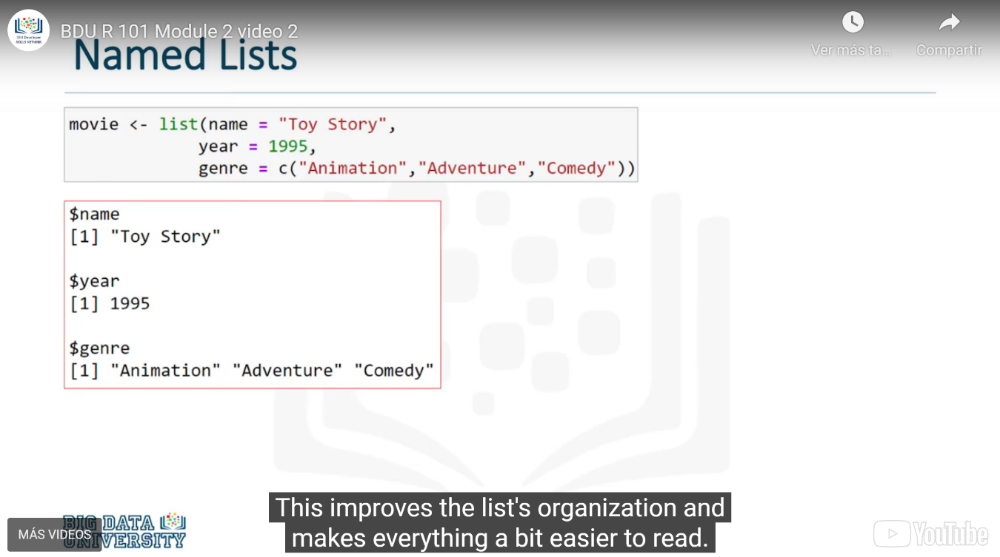 BDU R 101 Module 2 video 2
Ver más ta...
Compartir
Named Lists
movie <- list(name = "Toy Story",
year = 1995,
genre = c("Animation","Adventure","Comedy"))
$name
[1] "Toy Story"
$year
[1] 1995
$genre
[1] "Animation" "Adventure" "Comedy"
This improves the list's organization and
makes everything a bit easier to read.
BIG DATA
UNIVERSITY
MÁS VIDEOS
YouTube